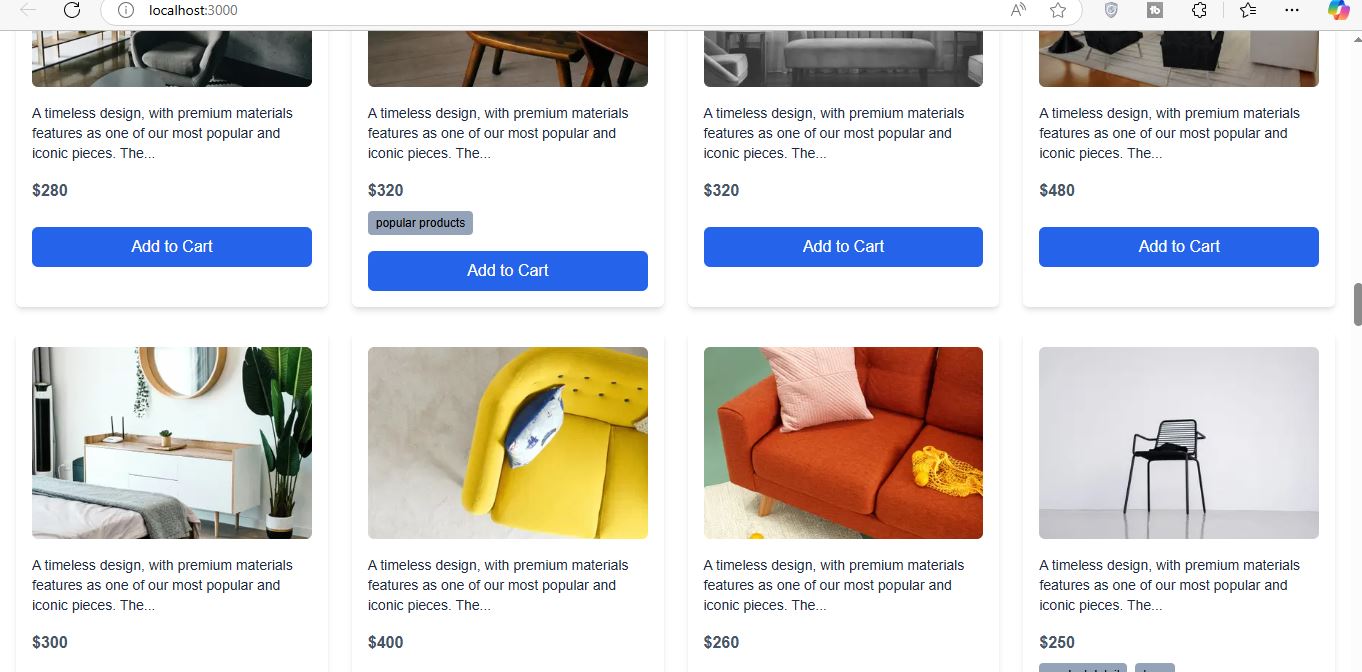 localhost:3000
A timeless design, with premium materials
features as one of our most popular and
iconic pieces. The...
$280
Add to Cart
A timeless design, with premium materials
features as one of our most popular and
iconic pieces. The...
$320
popular products
Add to Cart
A timeless design, with premium materials
features as one of our most popular and
iconic pieces. The...
$320
Add to Cart
A timeless design, with premium materials
features as one of our most popular and
iconic pieces. The...
$480
Add to Cart
A timeless design, with premium materials
features as one of our most popular and
iconic pieces. The...
$300
A timeless design, with premium materials
features as one of our most popular and
iconic pieces. The...
$400
A timeless design, with premium materials
features as one of our most popular and
iconic pieces. The...
$260
A timeless design, with premium materials
features as one of our most popular and
iconic pieces. The...
$250